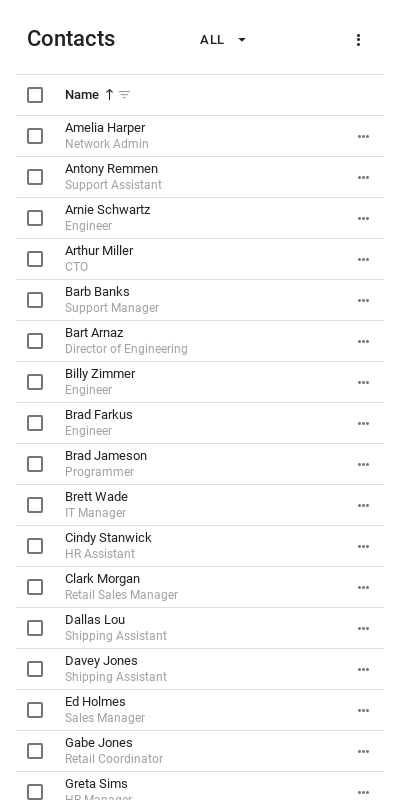 Contacts ALL
Name
Amelia Harper
Network Admin
Antony Remmen
Support Assistant
Arnie Schwartz
Engineer
Arthur Miller
CTO
Barb Banks
Support Manager
Bart Arnaz
Director of Engineering
Billy Zimmer
Engineer
Brad Farkus
Engineer
Brad Jameson
Programmer
Brett Wade
IT Manager
Cindy Stanwick
HR Assistant
Clark Morgan
Retail Sales Manager
Dallas Lou
Shipping Assistant
Davey Jones
Shipping Assistant
Ed Holmes
Sales Manager
Gabe Jones
Retail Coordinator
Greta Sims
HR Manager